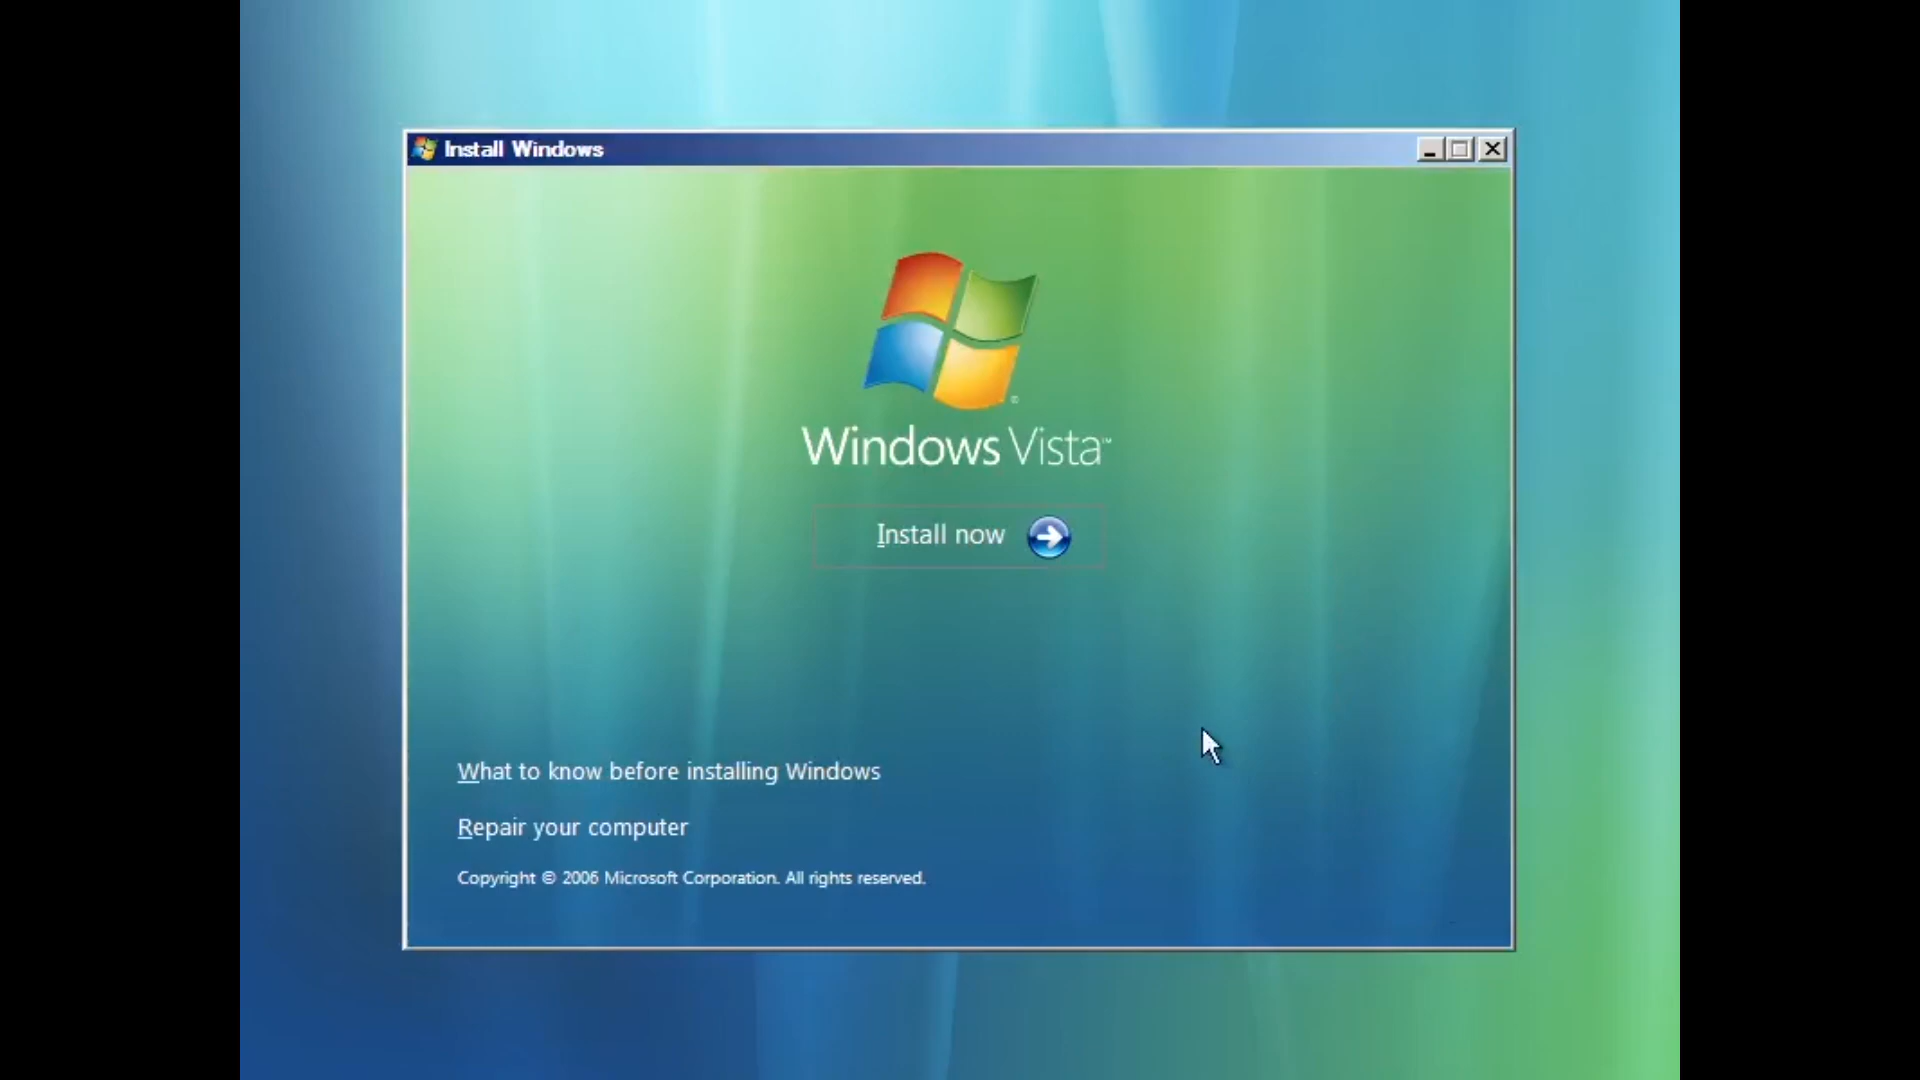 Install Windows
Windows Vista™
Install now
What to know before installing Windows
Repair your computer
Copyright © 2006 Microsoft Corporation. All rights reserved.